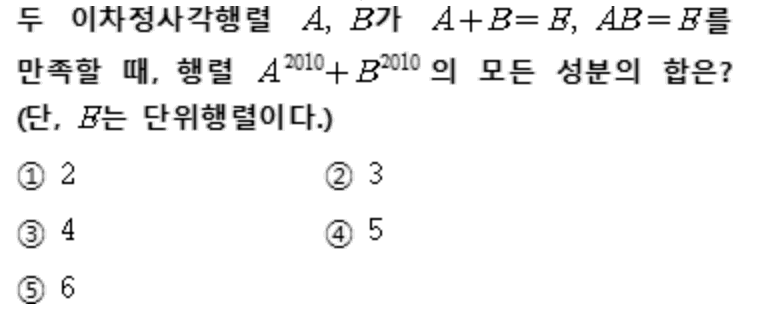 두 이차정사각행렬 A, B가 A+B=E, AB=E를
만족할 때, 행렬 A²⁰¹⁰+B²⁰¹⁰의 모든 성분의 합은?
(단, E는 단위행렬이다.)
① 2 ② 3
③ 4 ④ 5
⑤ 6